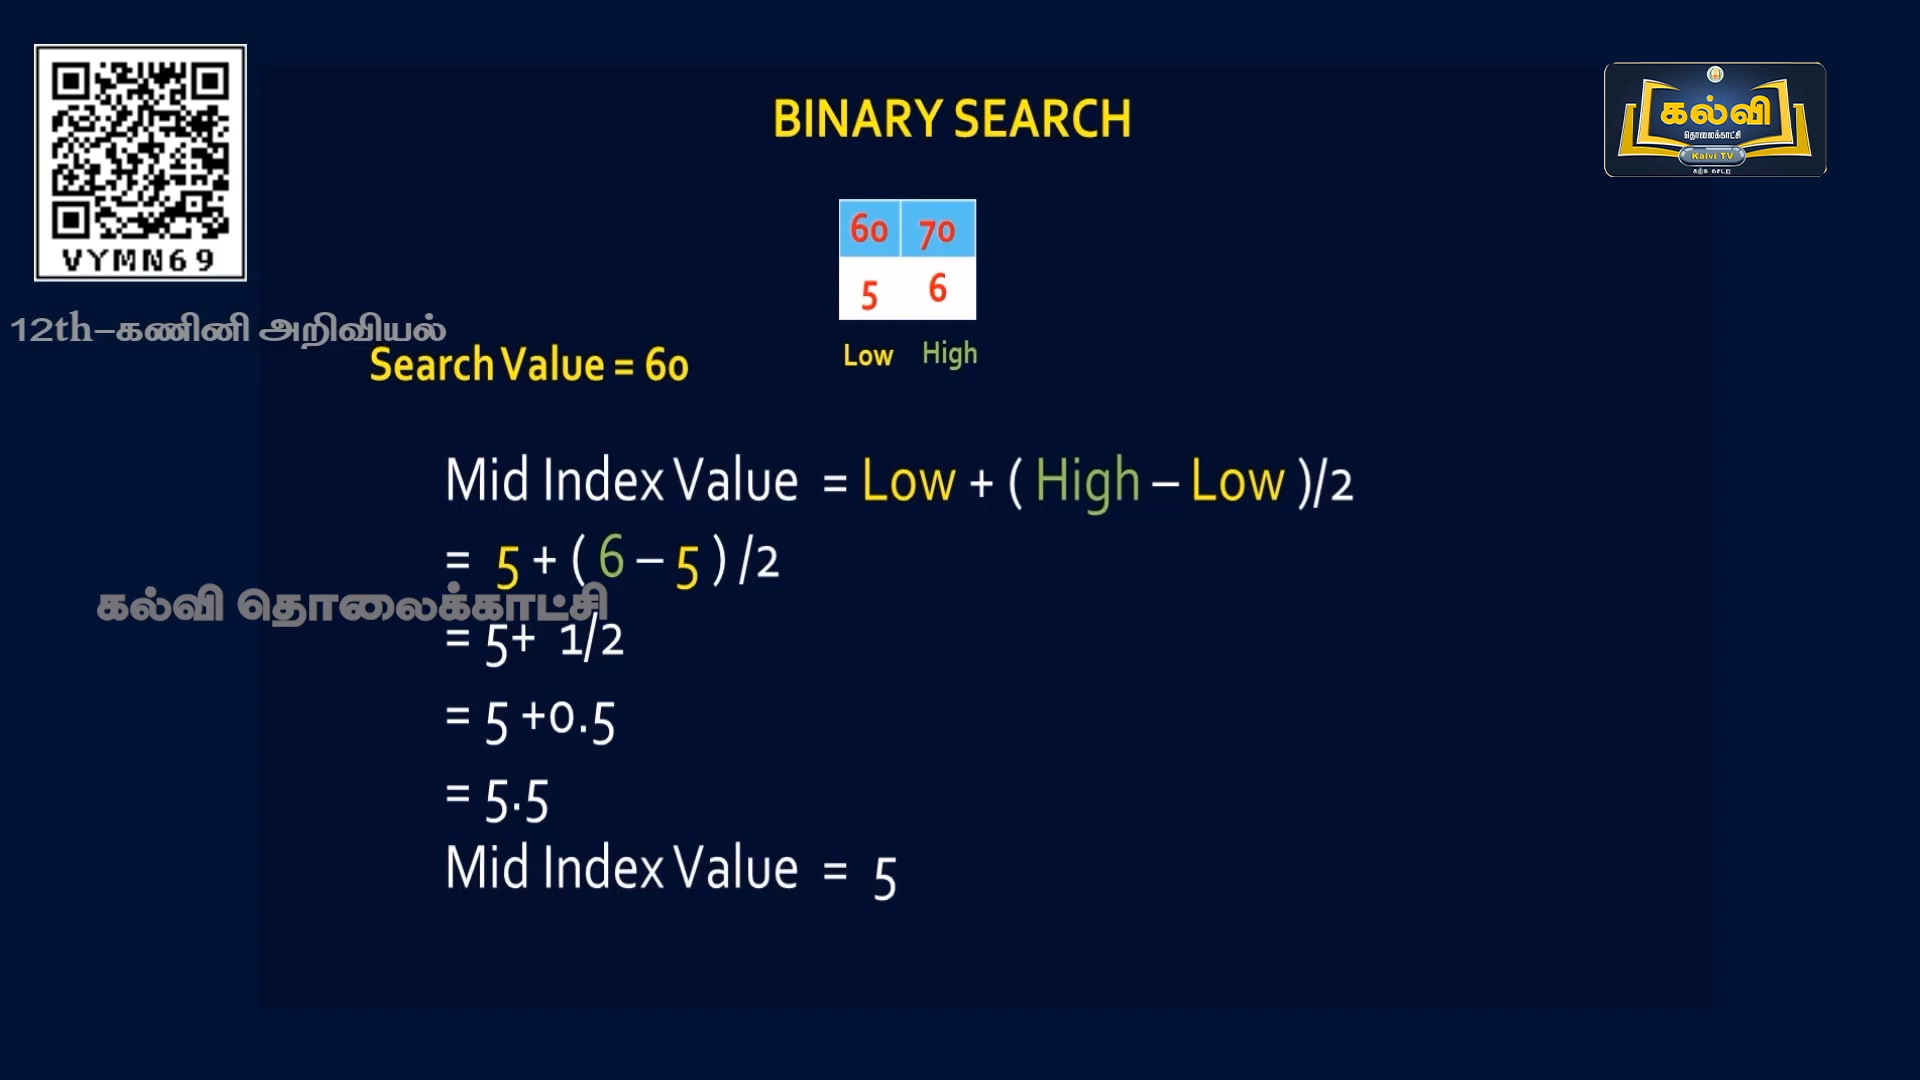 BINARY SEARCH
கல்வி
தொலைக்காட்சி
Kalvi TV
கற்க கசடற
VYMN69
60 70
5 6
Low High
12th-கணினி அறிவியல்
Search Value = 60
Mid Index Value = Low + ( High – Low )/2
= 5 + ( 6 – 5 ) /2
கல்வி தொலைக்காட்சி
= 5+ 1/2
= 5 +0.5
= 5.5
Mid Index Value = 5